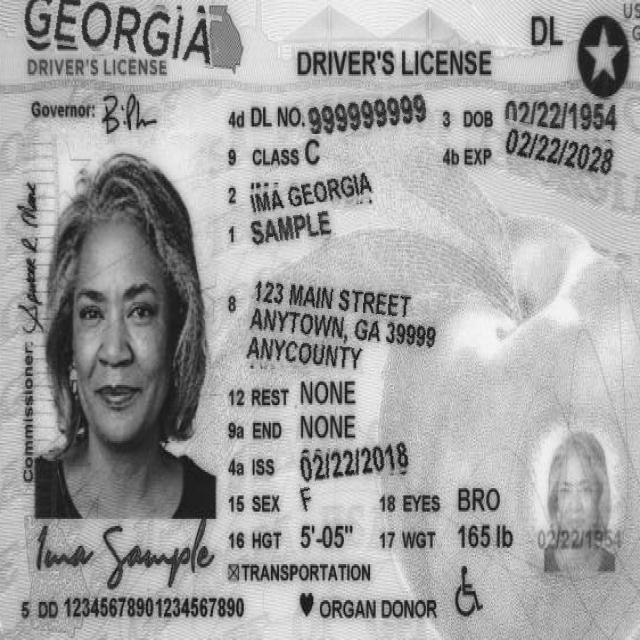 GEORGIA
DRIVER'S LICENSE
DRIVER'S LICENSE
DL
US
Governor:
4d DL NO. 999999999
3 DOB 02/22/1954
9 CLASS C
4b EXP 02/22/2028
2 IMA GEORGIA
1 SAMPLE
8 123 MAIN STREET
ANYTOWN, GA 39999
ANYCOUNTY
12 REST NONE
9a END NONE
4a ISS 02/22/2018
15 SEX F
18 EYES BRO
16 HGT 5'-05"
17 WGT 165 lb
TRANSPORTATION
ORGAN DONOR
Commissioner:
Ima Sample
5 DD 12345678901234567890
02/22/1954